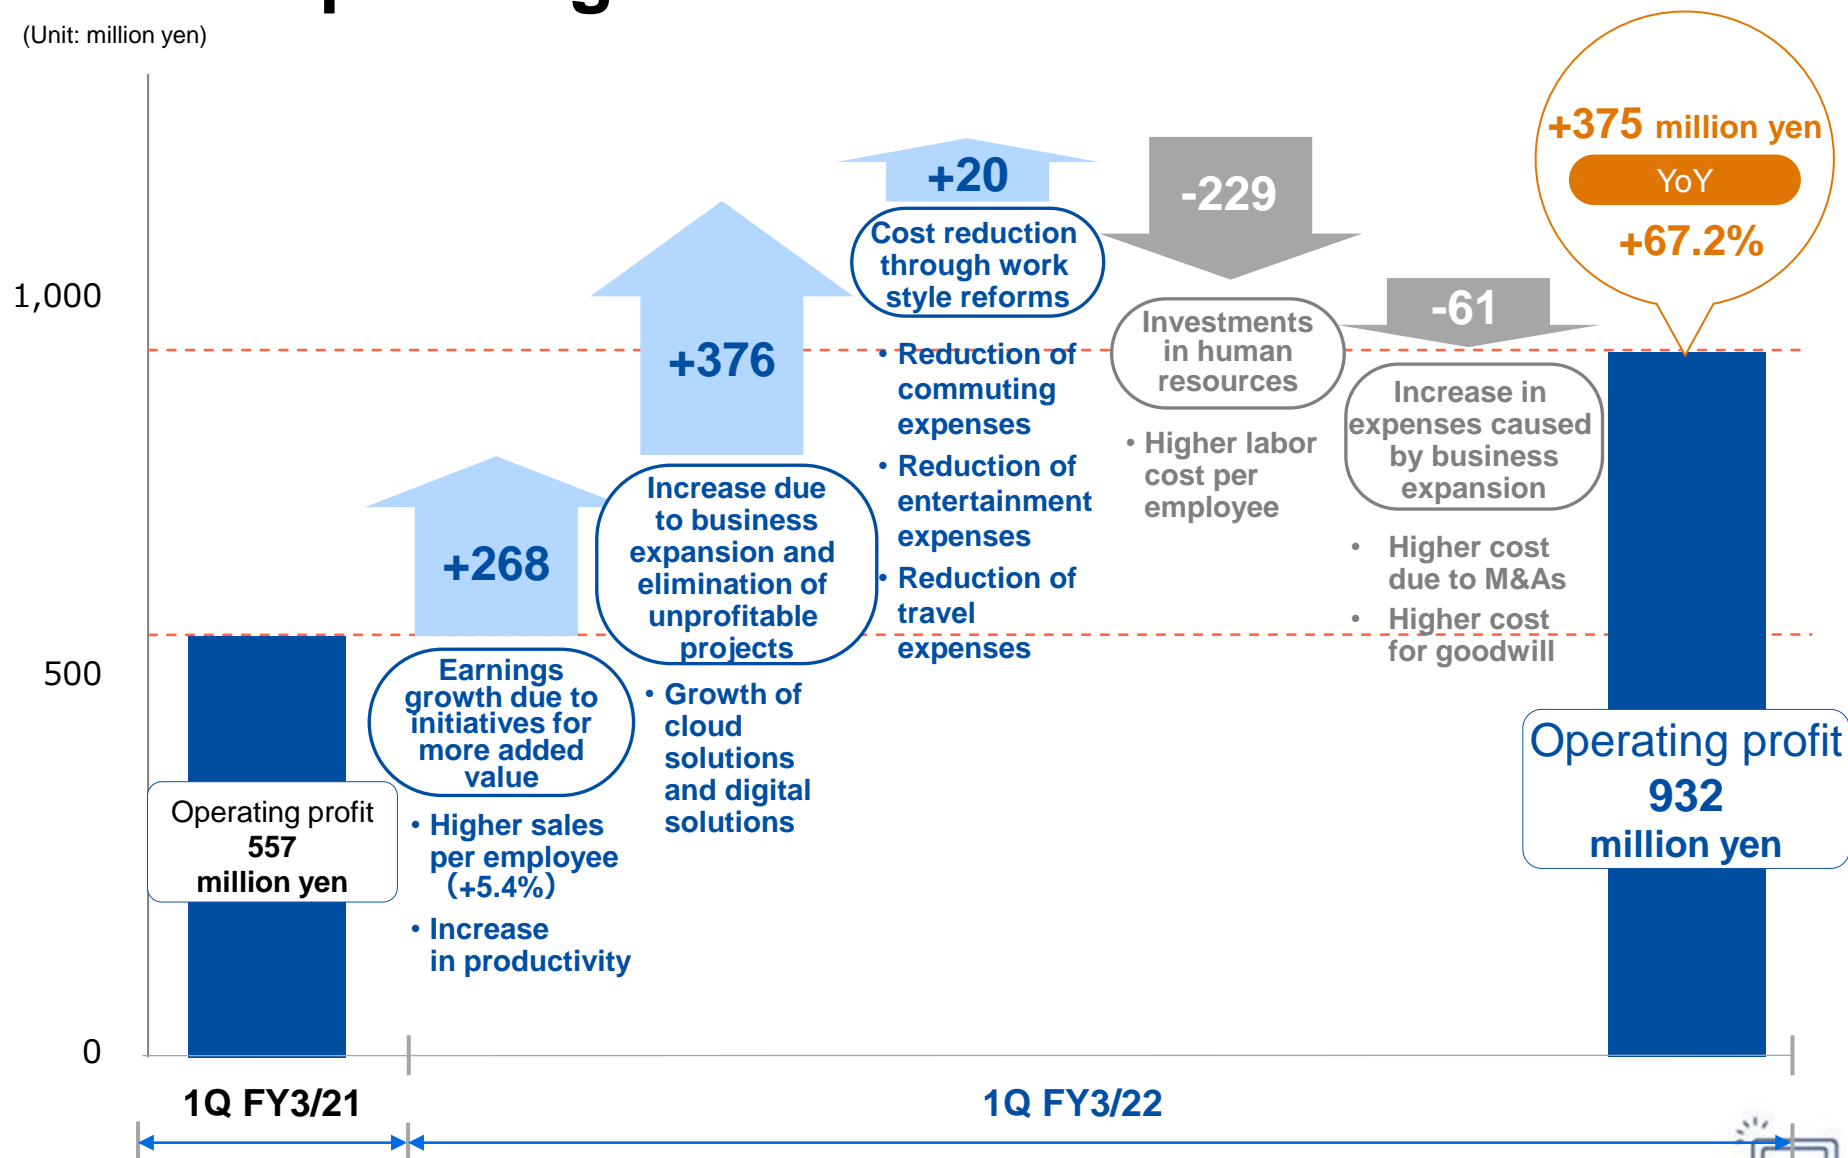 (Unit: million yen)
1,000
500
0
Operating profit
557
million yen
+268
Earnings
growth due to
initiatives for
more added
value
• Higher sales
per employee
（+5.4%）
• Increase
in productivity
+376
Increase due
to business
expansion and
elimination of
unprofitable
projects
• Growth of
cloud
solutions
and digital
solutions
+20
Cost reduction
through work
style reforms
• Reduction of
commuting
expenses
• Reduction of
entertainment
expenses
• Reduction of
travel
expenses
-229
Investments
in human
resources
• Higher labor
cost per
employee
-61
Increase in
expenses caused
by business
expansion
• Higher cost
due to M&As
• Higher cost
for goodwill
+375 million yen
YoY
+67.2%
Operating profit
932
million yen
1Q FY3/21
1Q FY3/22